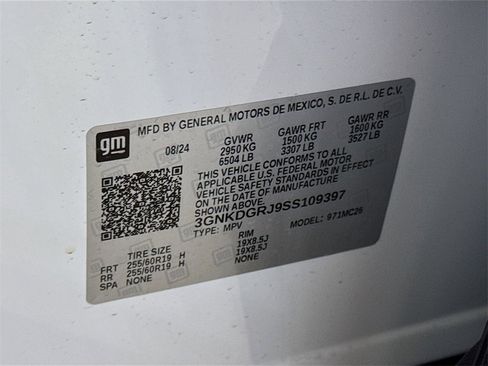 gm
MFD BY GENERAL MOTORS DE MEXICO, S. DE R.L. DE C.V.
08/24 GVWR GAWR FRT GAWR RR
2950 KG 1500 KG 1600 KG
6504 LB 3307 LB 3527 LB
THIS VEHICLE CONFORMS TO ALL
APPLICABLE U.S. FEDERAL MOTOR
VEHICLE SAFETY STANDARDS IN
EFFECT ON THE DATE OF MANUFACTURE
SHOWN ABOVE.
3GNKDGRJ9SS109397
TYPE: MPV MODEL: 971MC26
TIRE SIZE RIM
FRT 255/60R19 H 19X8.5J
RR 255/60R19 H 19X8.5J
SPA NONE NONE